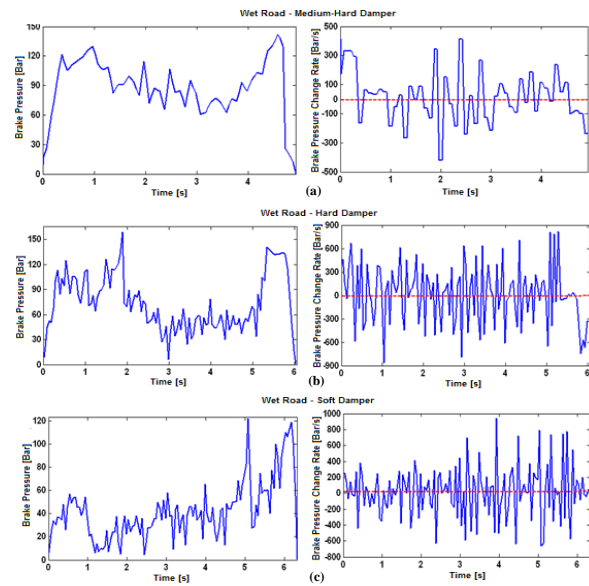 Wet Road - Medium-Hard Damper
Brake Pressure [Bar]
150
120
90
60
30
0
0 1 2 3 4
Time [s]
Brake Pressure Change Rate [Bar/s]
500
300
100
-100
-300
-500
0 1 2 3 4
Time [s]
(a)
Wet Road - Hard Damper
Brake Pressure [Bar]
150
120
90
60
30
0
0 1 2 3 4 5 6
Time [s]
Brake Pressure Change Rate [Bar/s]
900
600
300
0
-300
-600
-900
0 1 2 3 4 5 6
Time [s]
(b)
Wet Road - Soft Damper
Brake Pressure [Bar]
120
100
80
60
40
20
0
0 1 2 3 4 5 6
Time [s]
Brake Pressure Change Rate [Bar/s]
1000
800
600
400
200
0
-200
-400
-600
-800
0 1 2 3 4 5 6
Time [s]
(c)